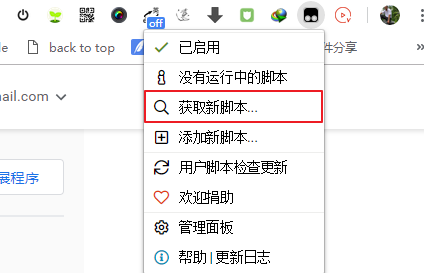 off
le
back to top
件分享
已启用
没有运行中的脚本
获取新脚本...
添加新脚本...
用户脚本检查更新
欢迎捐助
管理面板
帮助 | 更新日志
mail.com
展程序